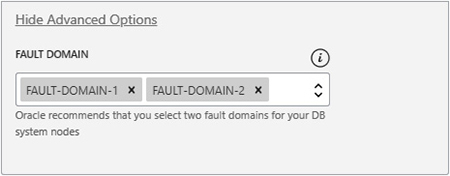 Hide Advanced Options
FAULT DOMAIN
FAULT-DOMAIN-1 × FAULT-DOMAIN-2 ×
Oracle recommends that you select two fault domains for your DB
system nodes